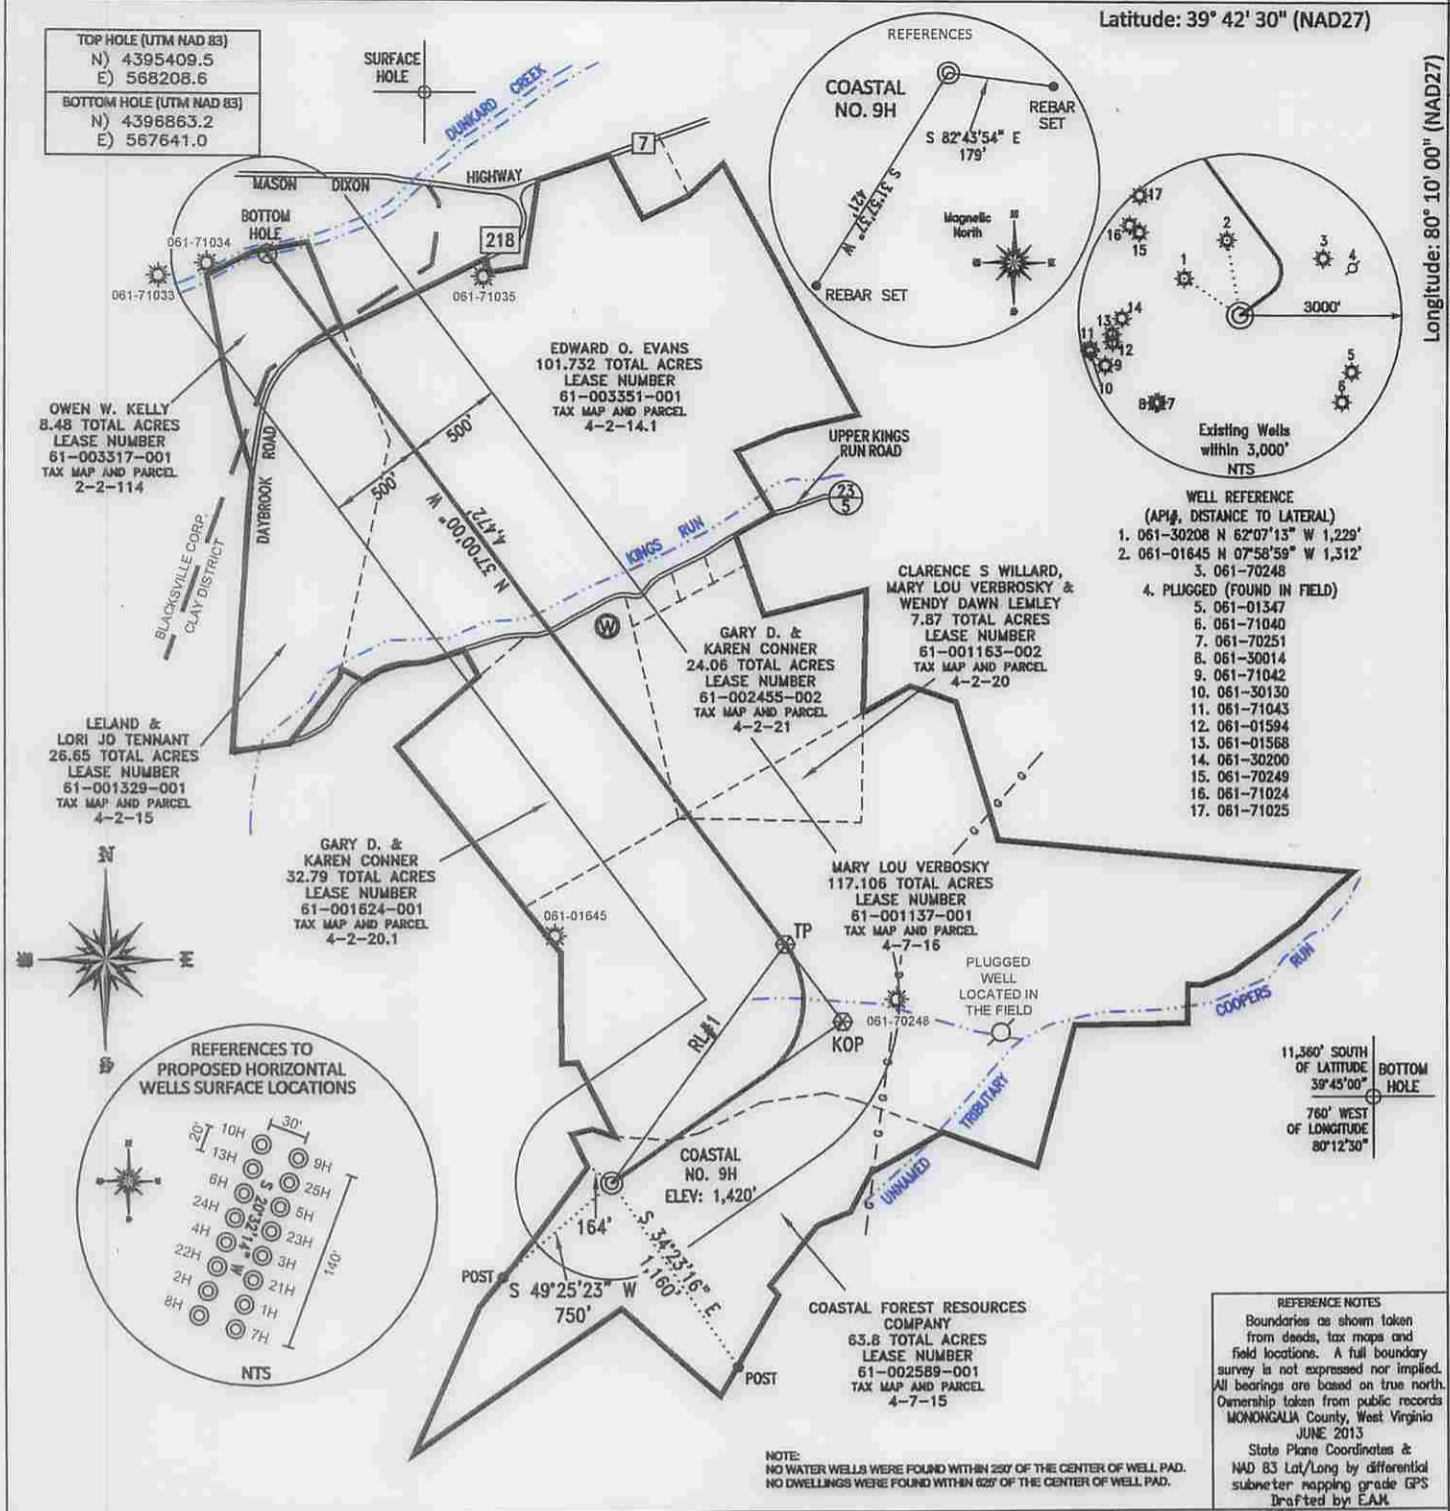 Latitude: 39° 42' 30" (NAD27)
Longitude: 80° 10' 00" (NAD27)
TOP HOLE (UTM NAD 83)
N) 4395409.5
E) 568208.6
BOTTOM HOLE (UTM NAD 83)
N) 4396863.2
E) 567641.0
SURFACE
HOLE
DUNKARD CREEK
7
MASON DIXON HIGHWAY
218
BOTTOM
HOLE
061-71034
061-71033
061-71035
REFERENCES
COASTAL
NO. 9H
REBAR
SET
S 82°43'54" E
179'
S 31°57'37" W
421'
Magnetic
North
REBAR SET
17
16
15
2
3
4
1
3000'
14
13
11
12
9
10
5
6
8
7
Existing Wells
within 3,000'
NTS
WELL REFERENCE
(API#, DISTANCE TO LATERAL)
1. 061-30208 N 62°07'13" W 1,229'
2. 061-01645 N 07°58'59" W 1,312'
3. 061-70248
4. PLUGGED (FOUND IN FIELD)
5. 061-01347
6. 061-71040
7. 061-70251
8. 061-30014
9. 061-71042
10. 061-30130
11. 061-71043
12. 061-01594
13. 061-01568
14. 061-30200
15. 061-70249
16. 061-71024
17. 061-71025
EDWARD O. EVANS
101.732 TOTAL ACRES
LEASE NUMBER
61-003351-001
TAX MAP AND PARCEL
4-2-14.1
OWEN W. KELLY
8.48 TOTAL ACRES
LEASE NUMBER
61-003317-001
TAX MAP AND PARCEL
2-2-114
500'
500'
N 37°00'00" W
4,472'
DAYBROOK ROAD
BLACKSVILLE CORP.
CLAY DISTRICT
UPPER KINGS
RUN ROAD
23
5
KINGS RUN
W
CLARENCE S WILLARD,
MARY LOU VERBROSKY &
WENDY DAWN LEMLEY
7.87 TOTAL ACRES
LEASE NUMBER
61-001163-002
TAX MAP AND PARCEL
4-2-20
GARY D. &
KAREN CONNER
24.06 TOTAL ACRES
LEASE NUMBER
61-002455-002
TAX MAP AND PARCEL
4-2-21
LELAND &
LORI JO TENNANT
26.65 TOTAL ACRES
LEASE NUMBER
61-001329-001
TAX MAP AND PARCEL
4-2-15
GARY D. &
KAREN CONNER
32.79 TOTAL ACRES
LEASE NUMBER
61-001624-001
TAX MAP AND PARCEL
4-2-20.1
061-01645
MARY LOU VERBOSKY
117.106 TOTAL ACRES
LEASE NUMBER
61-001137-001
TAX MAP AND PARCEL
4-7-16
G
G
G
G
G
G
G
G
G
G
TP
KOP
RL#1
061-70248
PLUGGED
WELL
LOCATED IN
THE FIELD
COOPERS RUN
UNNAMED TRIBUTARY
N
S
11,360' SOUTH
OF LATITUDE
39°45'00"
760' WEST
OF LONGITUDE
80°12'30"
BOTTOM
HOLE
REFERENCES TO
PROPOSED HORIZONTAL
WELLS SURFACE LOCATIONS
20'
30'
10H
9H
13H
25H
6H
5H
24H
23H
4H
3H
22H
21H
2H
1H
8H
7H
S 20°32'14" W
140'
NTS
COASTAL
NO. 9H
ELEV: 1,420'
164'
POST
S 49°25'23" W
750'
S 34°23'16" E
1,160'
POST
COASTAL FOREST RESOURCES
COMPANY
63.8 TOTAL ACRES
LEASE NUMBER
61-002589-001
TAX MAP AND PARCEL
4-7-15
NOTE:
NO WATER WELLS WERE FOUND WITHIN 250' OF THE CENTER OF WELL PAD.
NO DWELLINGS WERE FOUND WITHIN 625' OF THE CENTER OF WELL PAD.
REFERENCE NOTES
Boundaries as shown taken
from deeds, tax maps and
field locations. A full boundary
survey is not expressed nor implied.
All bearings are based on true north.
Ownership taken from public records
MONONGALIA County, West Virginia
JUNE 2013
State Plane Coordinates &
NAD 83 Lat/Long by differential
submeter mapping grade GPS
Drafted by: E.A.M.